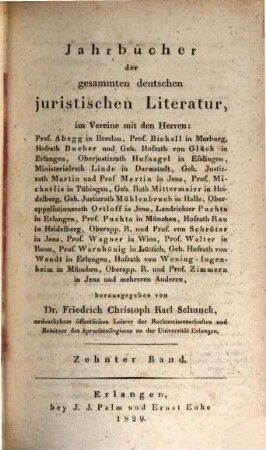 Jahrbücher
der
gesammten deutschen
juristischen Literatur,
im Vereine mit den Herren:
Prof. Abegg in Breslau, Prof. Bickell in Marburg,
Hofrath Bucher und Geh. Hofrath von Glück in
Erlangen, Oberjustizrath Hufnagel in Eßlingen,
Ministerialrath Linde in Darmstadt, Geh. Justiz-
rath Martin und Prof Martin in Jena, Prof. Mi-
chaelis in Tübingen, Geh. Rath Mittermaier in Hei-
delberg, Geh. Justizrath Mühlenbruch in Halle, Ober-
appellationsrath Ortloff in Jena, Landrichter Puchta
in Erlangen, Prof. Puchta in München, Hofrath Rau
in Heidelberg, Oberapp. R. und Prof. von Schröter
in Jena, Prof. Wagner in Wien, Prof. Walter in
Bonn, Prof. Warnkönig in Lüttich, Geh. Hofrath von
Wendt in Erlangen, Hofrath von Wening-Ingen-
heim in München, Oberapp. R. und Prof. Zimmern
in Jena und mehreren Anderen,
herausgegeben von
Dr. Friedrich Christoph Karl Schunck,
ordentlichem öffentlichen Lehrer der Rechtswissenschaften und
Beisitzer des Spruchcollegiums an der Universität Erlangen.
Zehnter Band.
Erlangen,
bey J. J. Palm und Ernst Enke
1829.